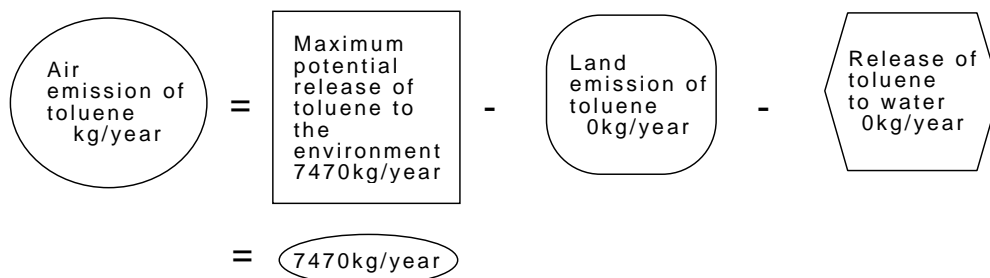 Air
emission of
toluene
kg/year
=
Maximum
potential
release of
toluene to
the
environment
7470kg/year
-
Land
emission of
toluene
0kg/year
-
Release of
toluene
to water
0kg/year
=
7470kg/year